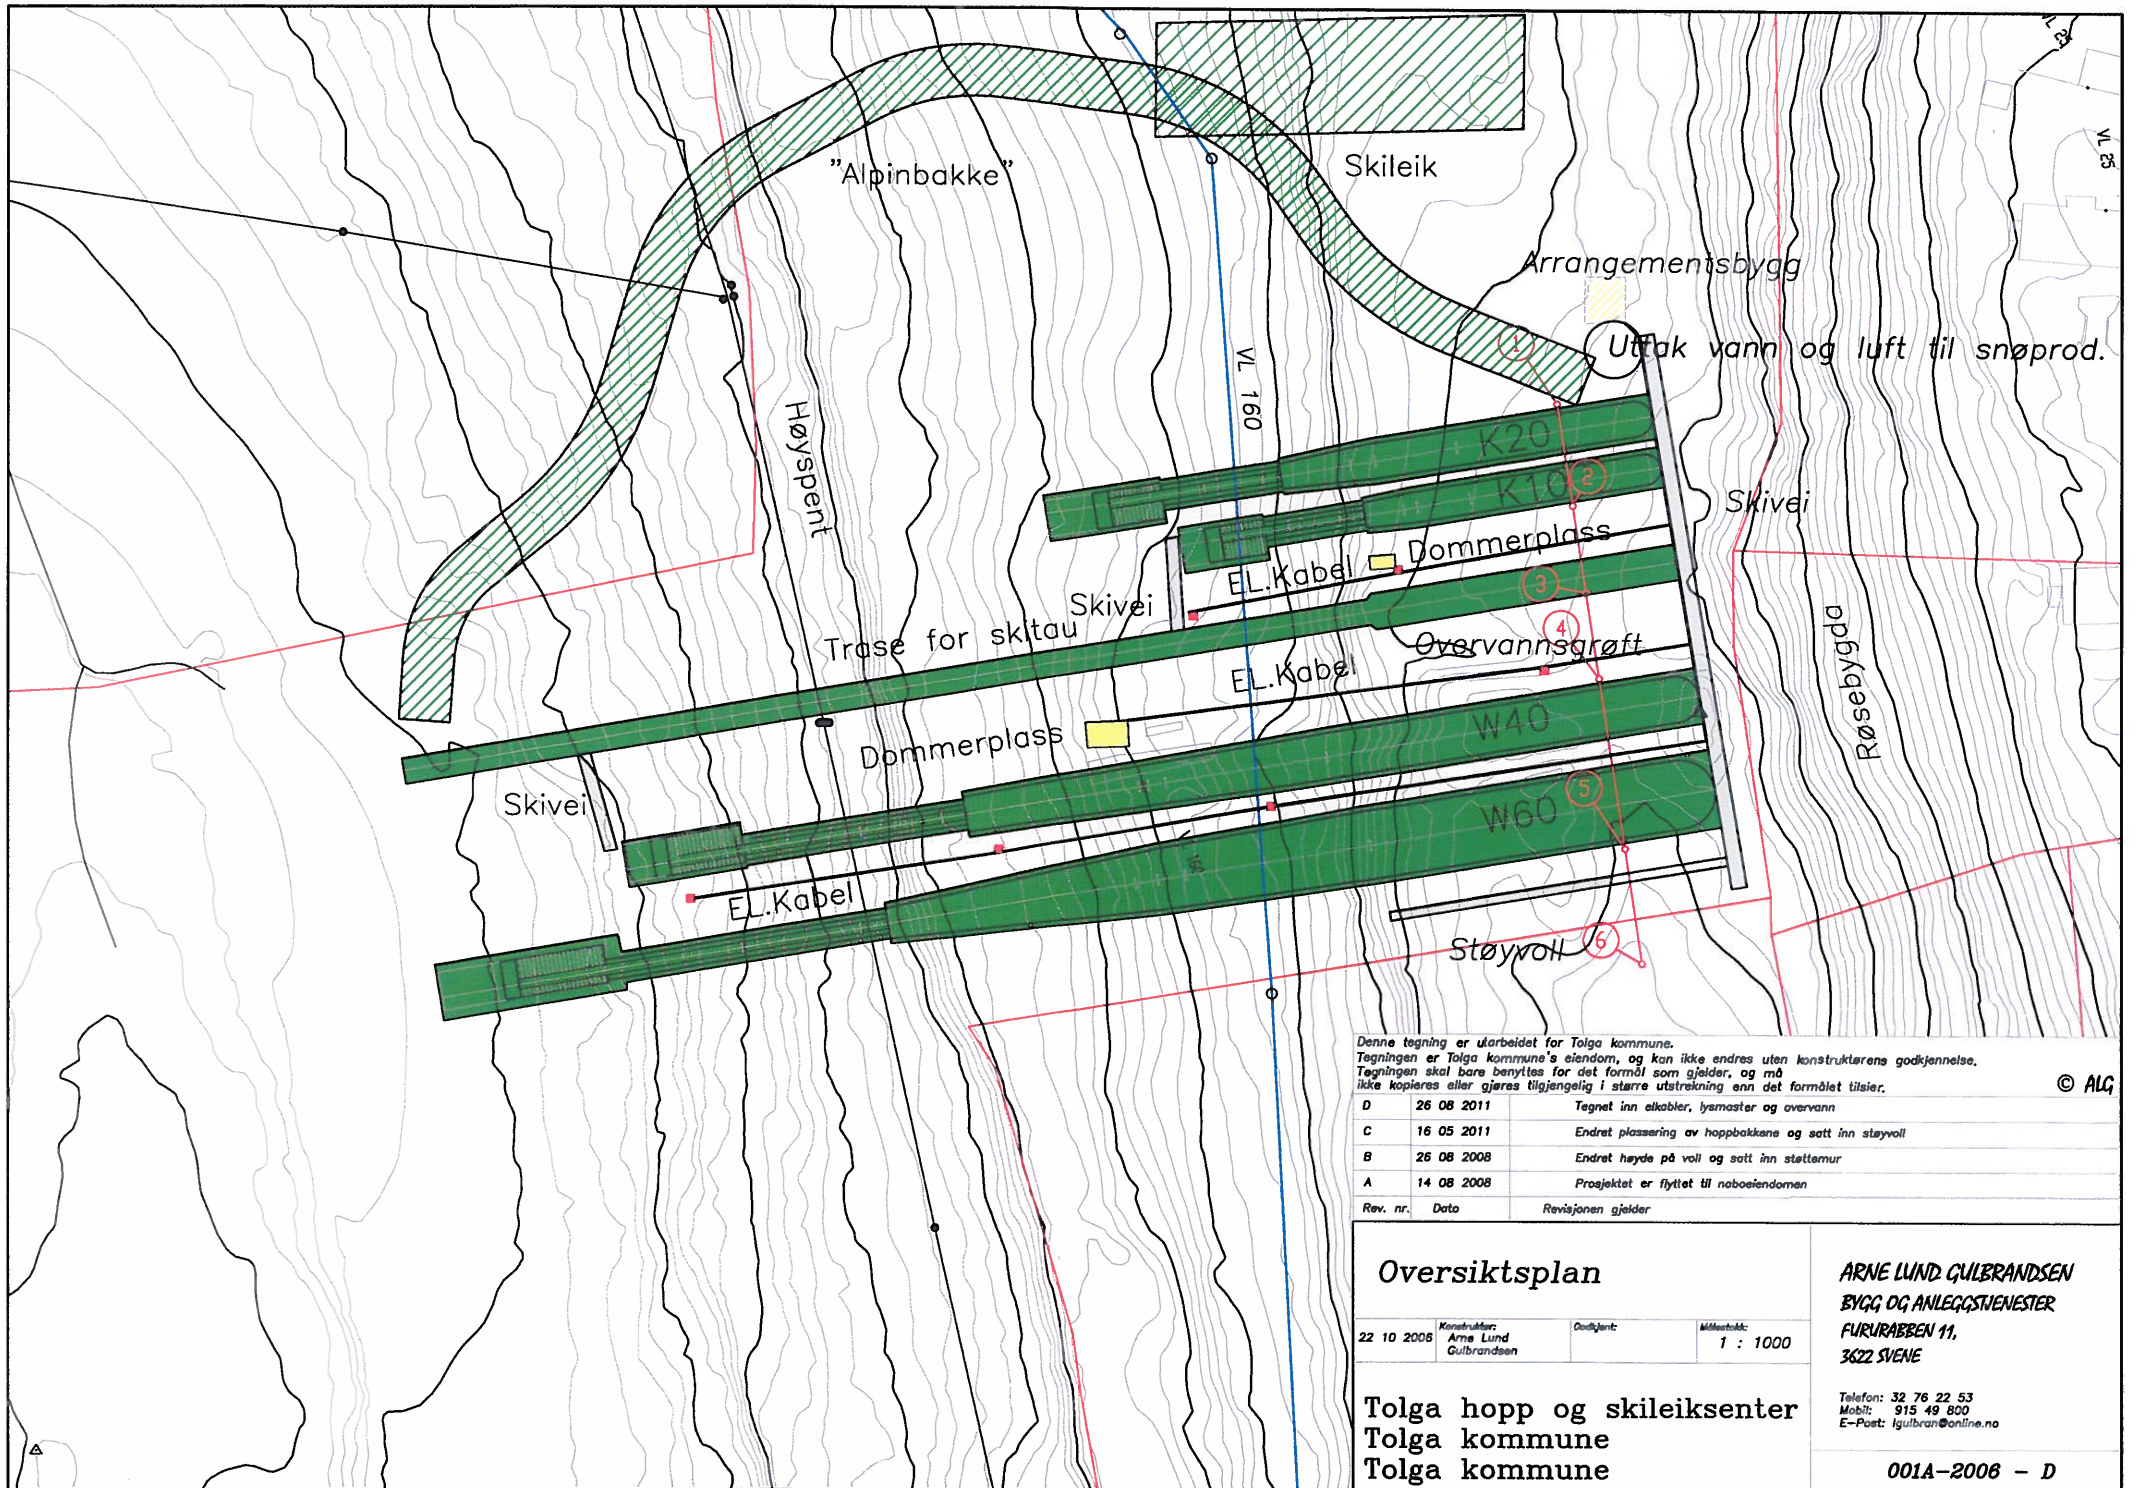 VL 25
VL 25
"Alpinbakke"
Skileik
Arrangementsbygg
Uttak vann og luft til snøprod.
1
VL 160
Høyspent
K20
K10
2
Skivei
Dommerplass
EL.Kabel
3
Skivei
Trase for skitau
4
Overvannsgrøft
EL.Kabel
Røsebygda
Dommerplass
W40
Skivei
5
W60
EL.Kabel
Støyvoll
6
Denne tegning er utarbeidet for Tolga kommune.
Tegningen er Tolga kommune's eiendom, og kan ikke endres uten konstruktørens godkjennelse.
Tegningen skal bare benyttes for det formål som gjelder, og må
ikke kopieres eller gjøres tilgjengelig i større utstrekning enn det formålet tilsier.
© ALG
D 26 08 2011 Tegnet inn elkabler, lysmaster og overvann
C 16 05 2011 Endret plassering av hoppbakkene og satt inn støyvoll
B 26 08 2008 Endret høyde på voll og satt inn støttemur
A 14 08 2008 Prosjektet er flyttet til naboeiendomen
Rev. nr. Dato Revisjonen gjelder
Oversiktsplan
22 10 2006
Konstruktør:
Arne Lund
Gulbrandsen
Godkjent:
Målestokk:
1 : 1000
ARNE LUND GULBRANDSEN
BYGG OG ANLEGGSTJENESTER
FURURABBEN 11,
3622 SVENE
Telefon: 32 76 22 53
Mobil: 915 49 800
E-Post: lgulbran@online.no
Tolga hopp og skileiksenter
Tolga kommune
Tolga kommune
001A-2006 - D